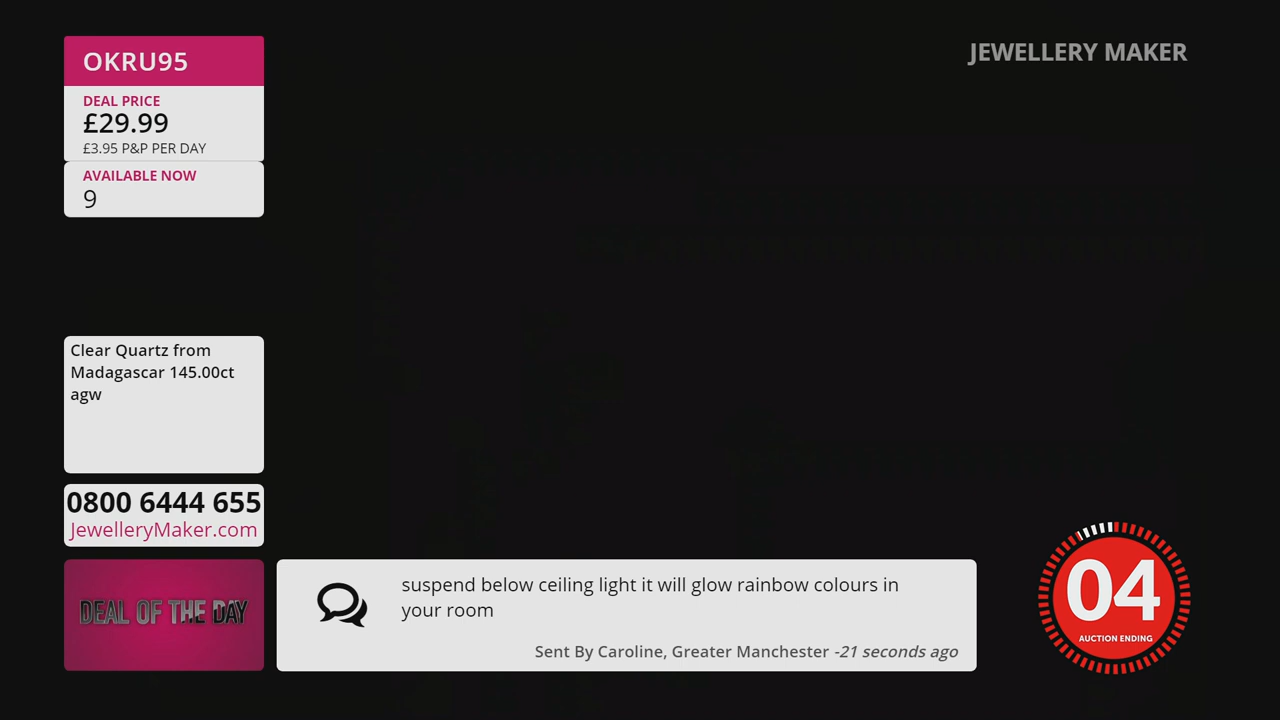 OKRU95
DEAL PRICE
£29.99
£3.95 P&P PER DAY
AVAILABLE NOW
9
JEWELLERY MAKER
Clear Quartz from
Madagascar 145.00ct
agw
0800 6444 655
JewelleryMaker.com
DEAL OF THE DAY
suspend below ceiling light it will glow rainbow colours in
your room
Sent By Caroline, Greater Manchester -21 seconds ago
04
AUCTION ENDING